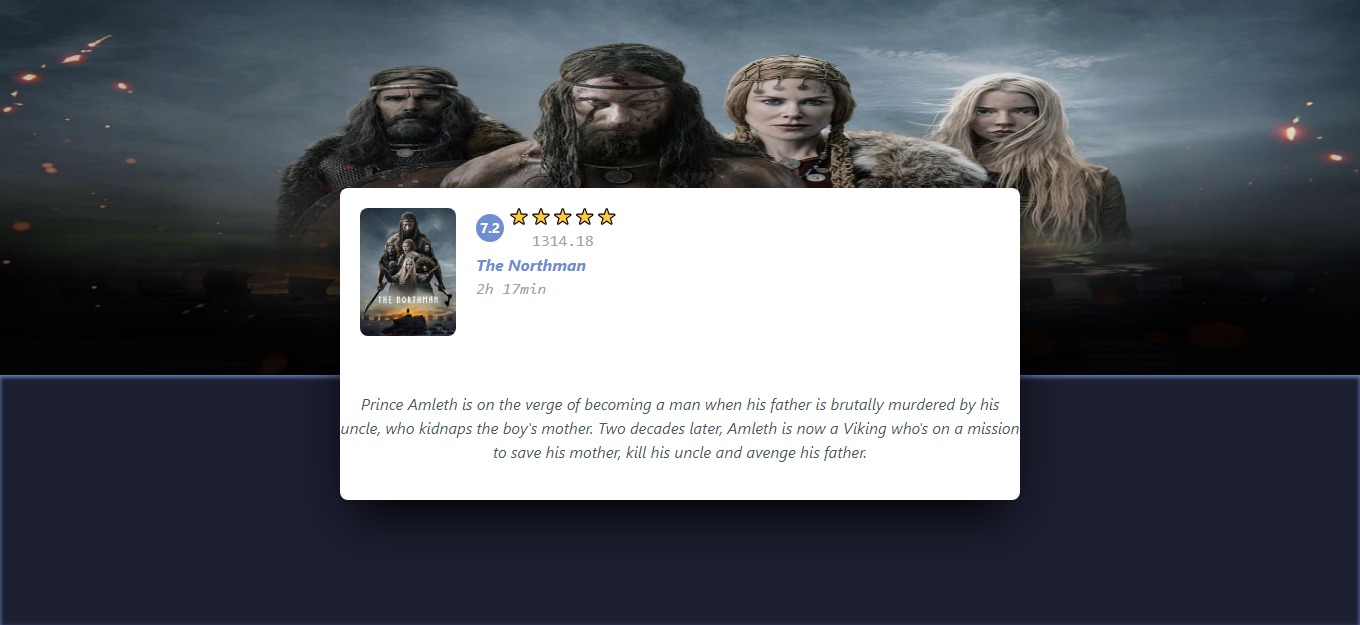 7.2
1314.18
The Northman
2h 17min
THE NORTHMAN
Prince Amleth is on the verge of becoming a man when his father is brutally murdered by his
uncle, who kidnaps the boy's mother. Two decades later, Amleth is now a Viking who's on a mission
to save his mother, kill his uncle and avenge his father.